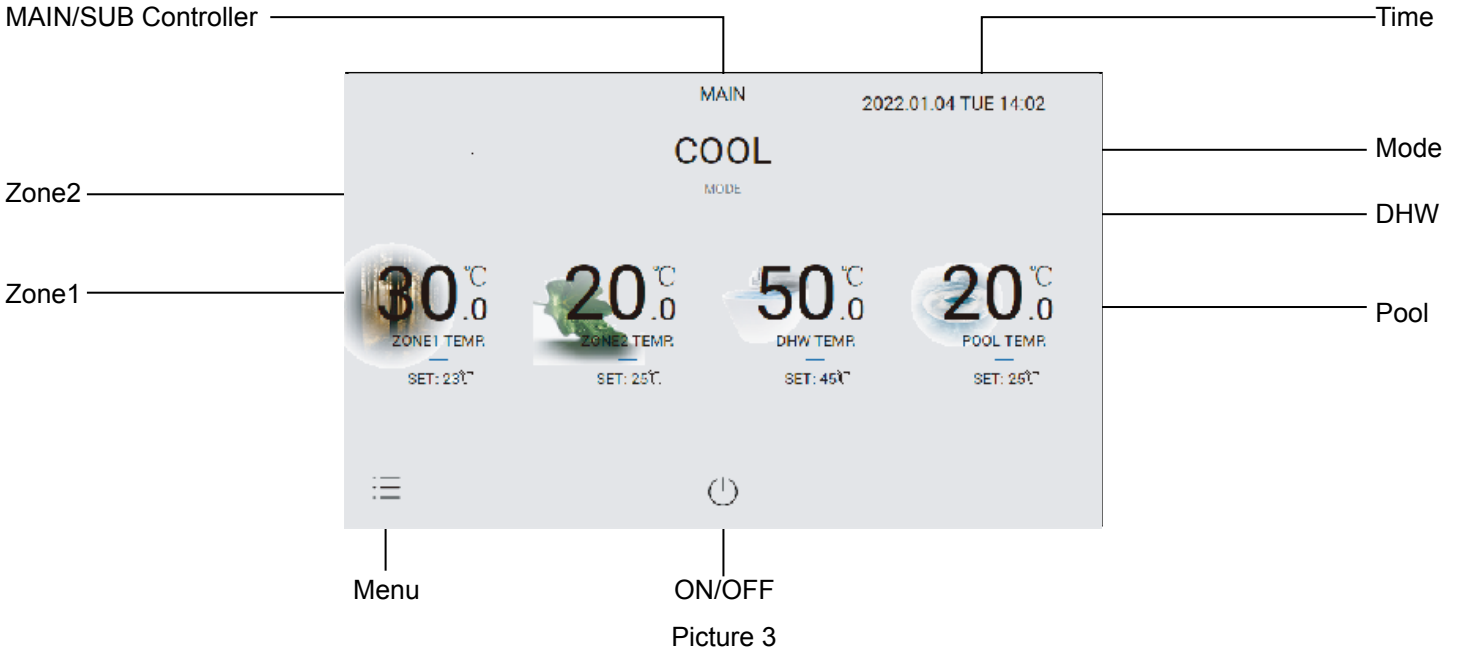 MAIN/SUB Controller
Time
MAIN
2022.01.04 TUE 14:02
COOL
Mode
MODE
Zone2
DHW
30.0 ℃
20.0 ℃
50.0 ℃
20.0 ℃
Zone1
Pool
ZONE1 TEMP.
ZONE2 TEMP.
DHW TEMP.
POOL TEMP.
SET: 23℃
SET: 25℃
SET: 45℃
SET: 25℃
Menu
ON/OFF
Picture 3